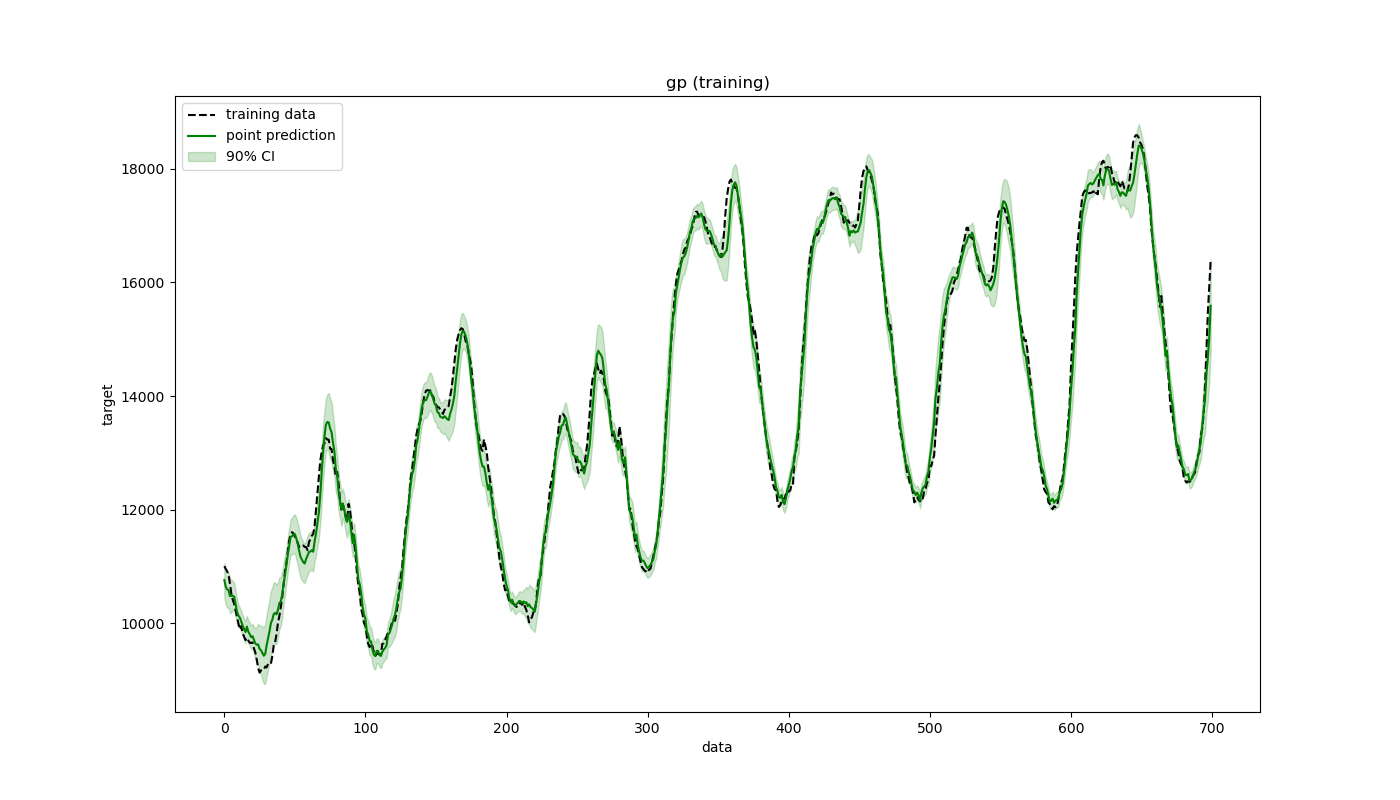 gp (training)
training data
point prediction
90% CI
18000
16000
14000
12000
10000
target
0 100 200 300 400 500 600 700
data